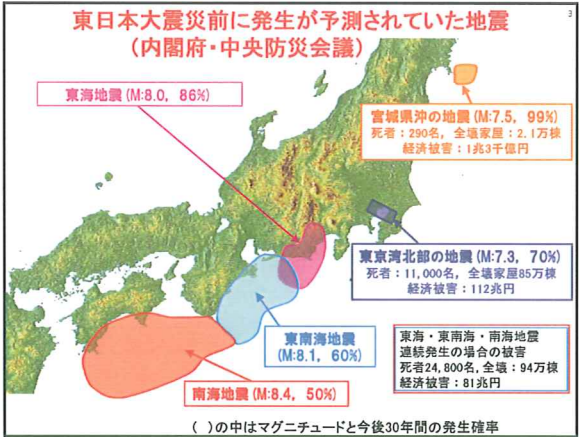 東日本大震災前に発生が予測されていた地震
(内閣府・中央防災会議)
3
東海地震(M:8.0, 86%)
宮城県沖の地震(M:7.5, 99%)
死者:290名, 全壊家屋:2.1万棟
経済被害:1兆3千億円
東京湾北部の地震(M:7.3, 70%)
死者:11,000名, 全壊家屋85万棟
経済被害:112兆円
東南海地震
(M:8.1, 60%)
東海・東南海・南海地震
連続発生の場合の被害
死者24,800名, 全壊:94万棟
経済被害:81兆円
南海地震(M:8.4, 50%)
( )の中はマグニチュードと今後30年間の発生確率